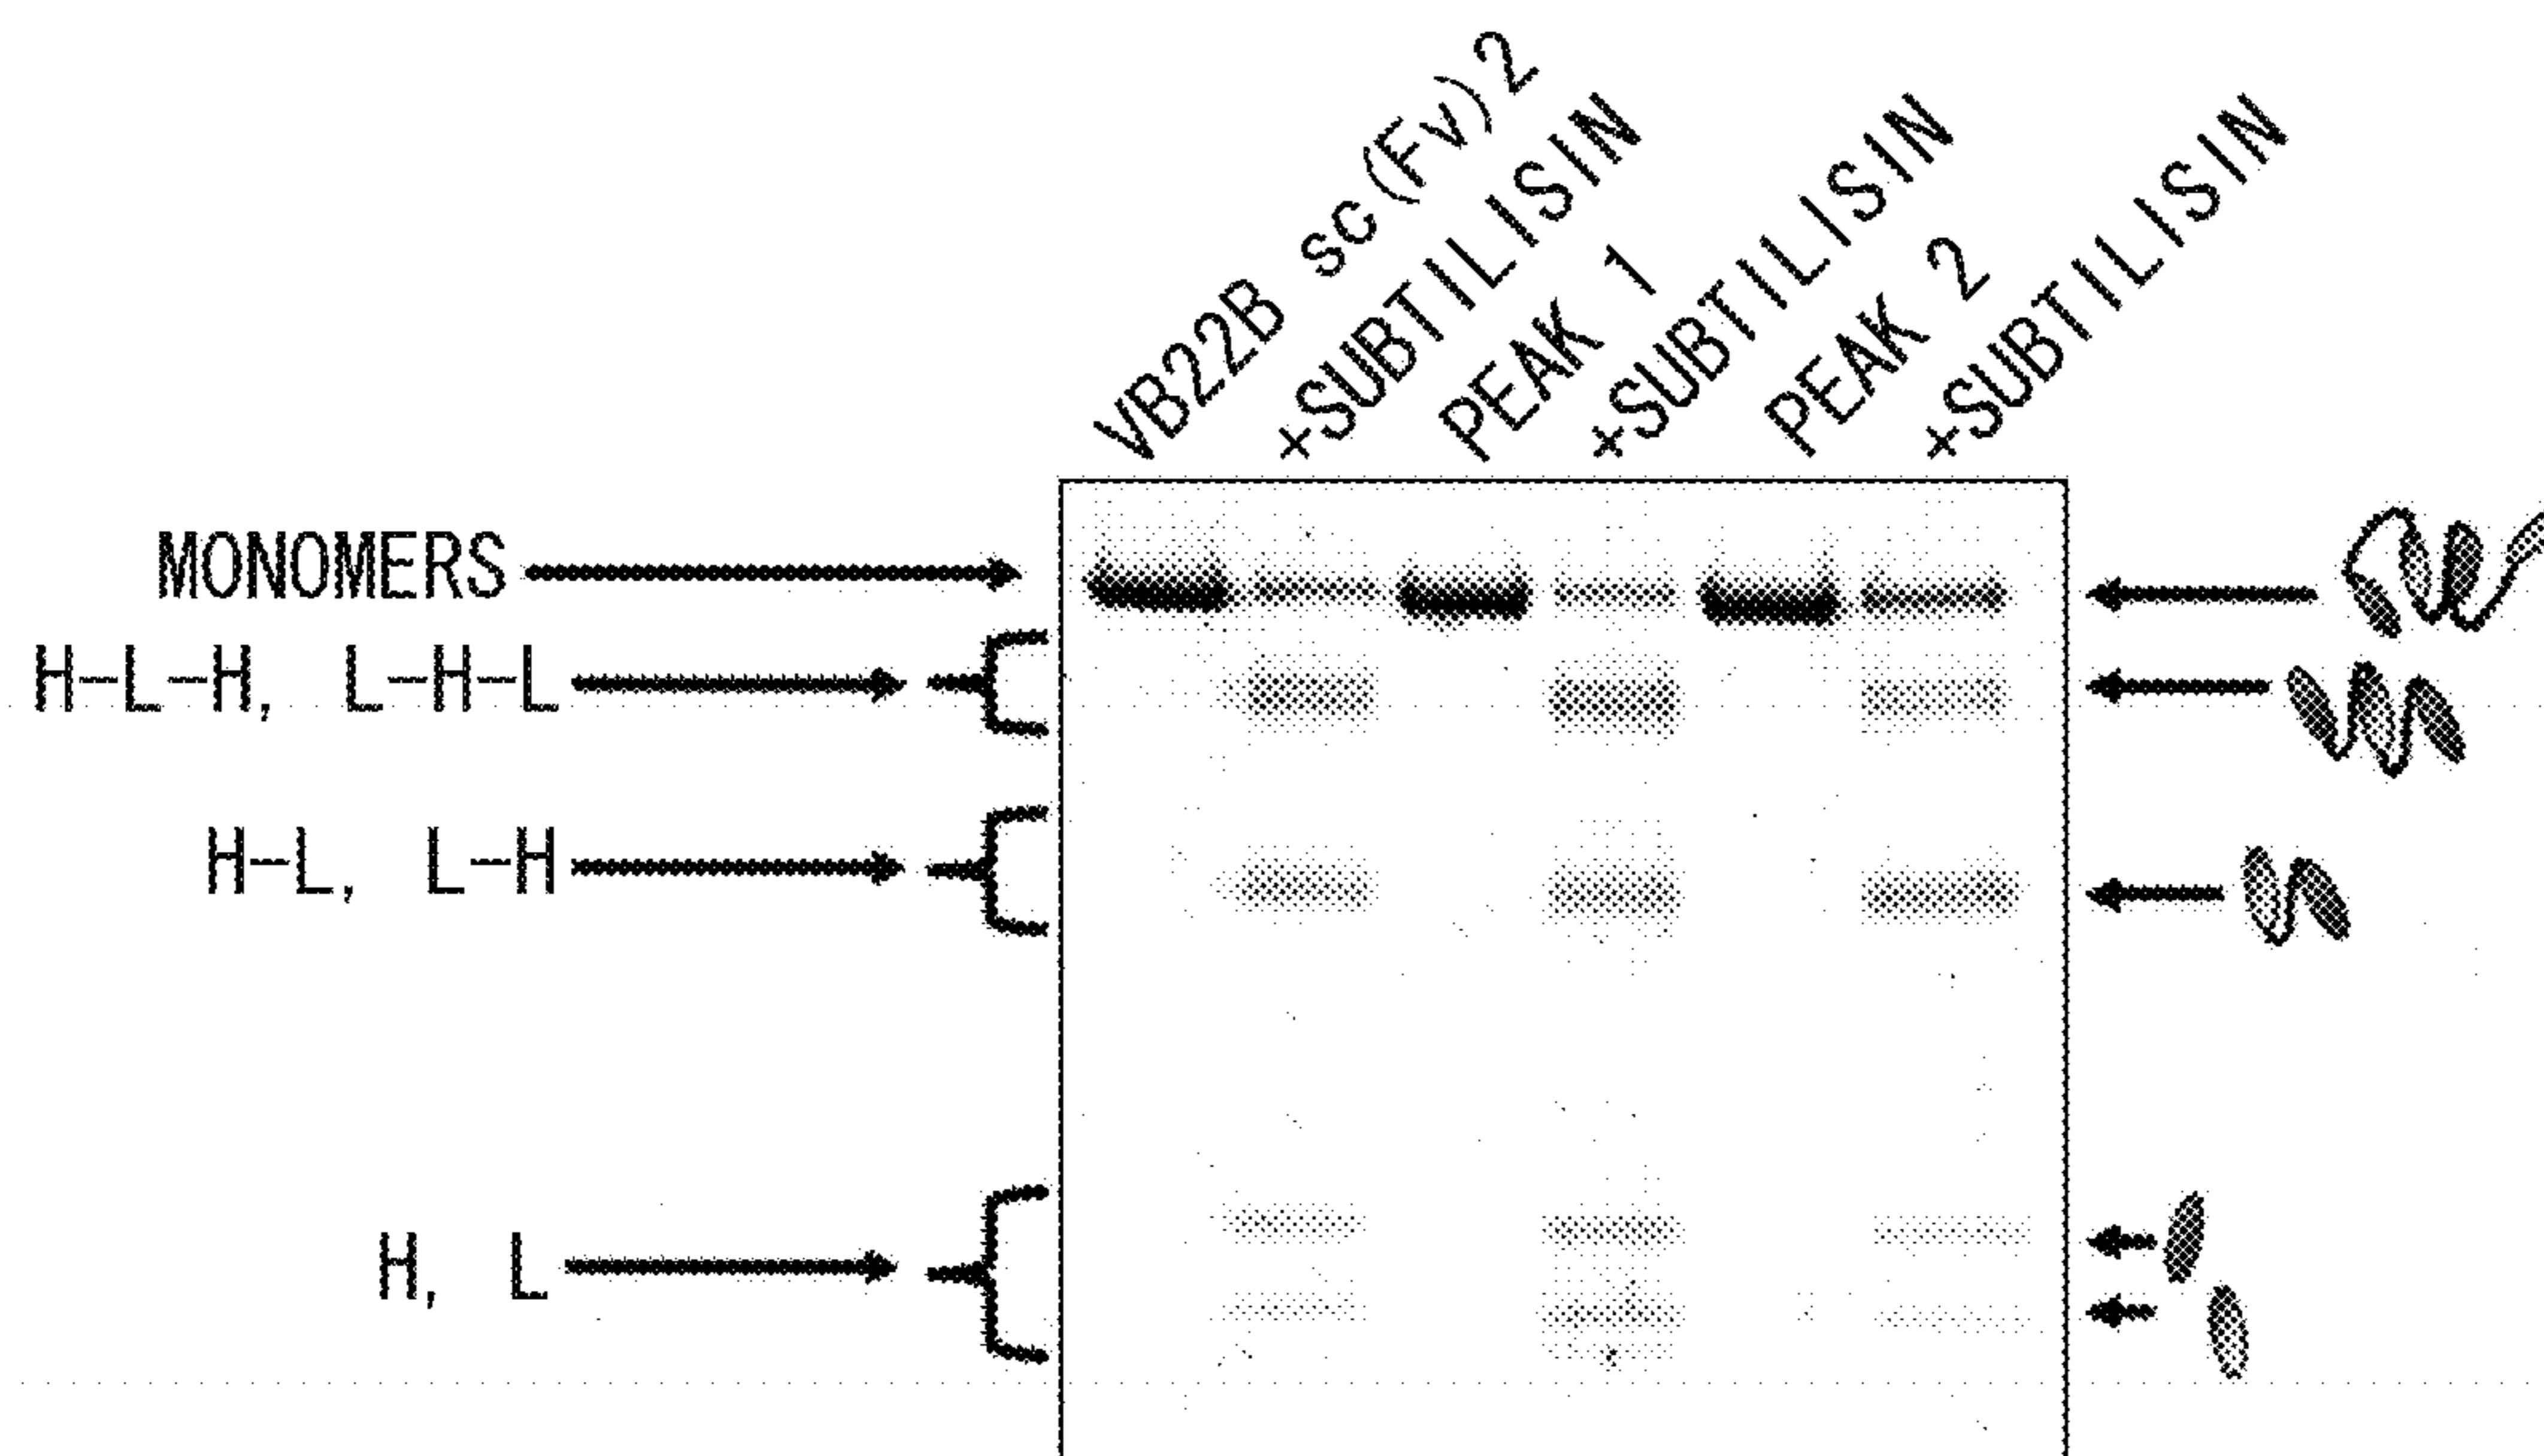 VB22B sc(Fv)2
+SUBTILISIN
PEAK 1
+SUBTILISIN
PEAK 2
+SUBTILISIN
MONOMERS
H-L-H, L-H-L
H-L, L-H
H, L